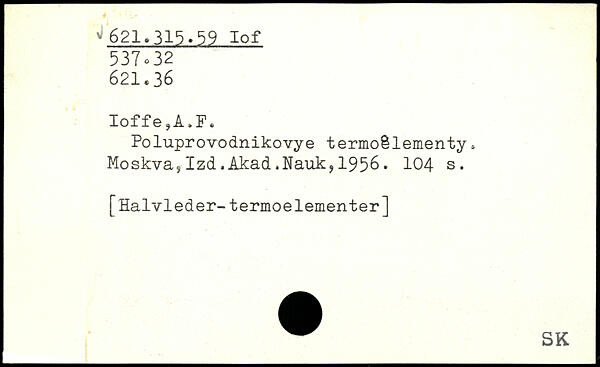 √ 621.315.59 Iof
537.32
621.36
Ioffe,A.F.
Poluprovodnikovye termoėlementy.
Moskva,Izd.Akad.Nauk,1956. 104 s.
[Halvleder-termoelementer]
SK